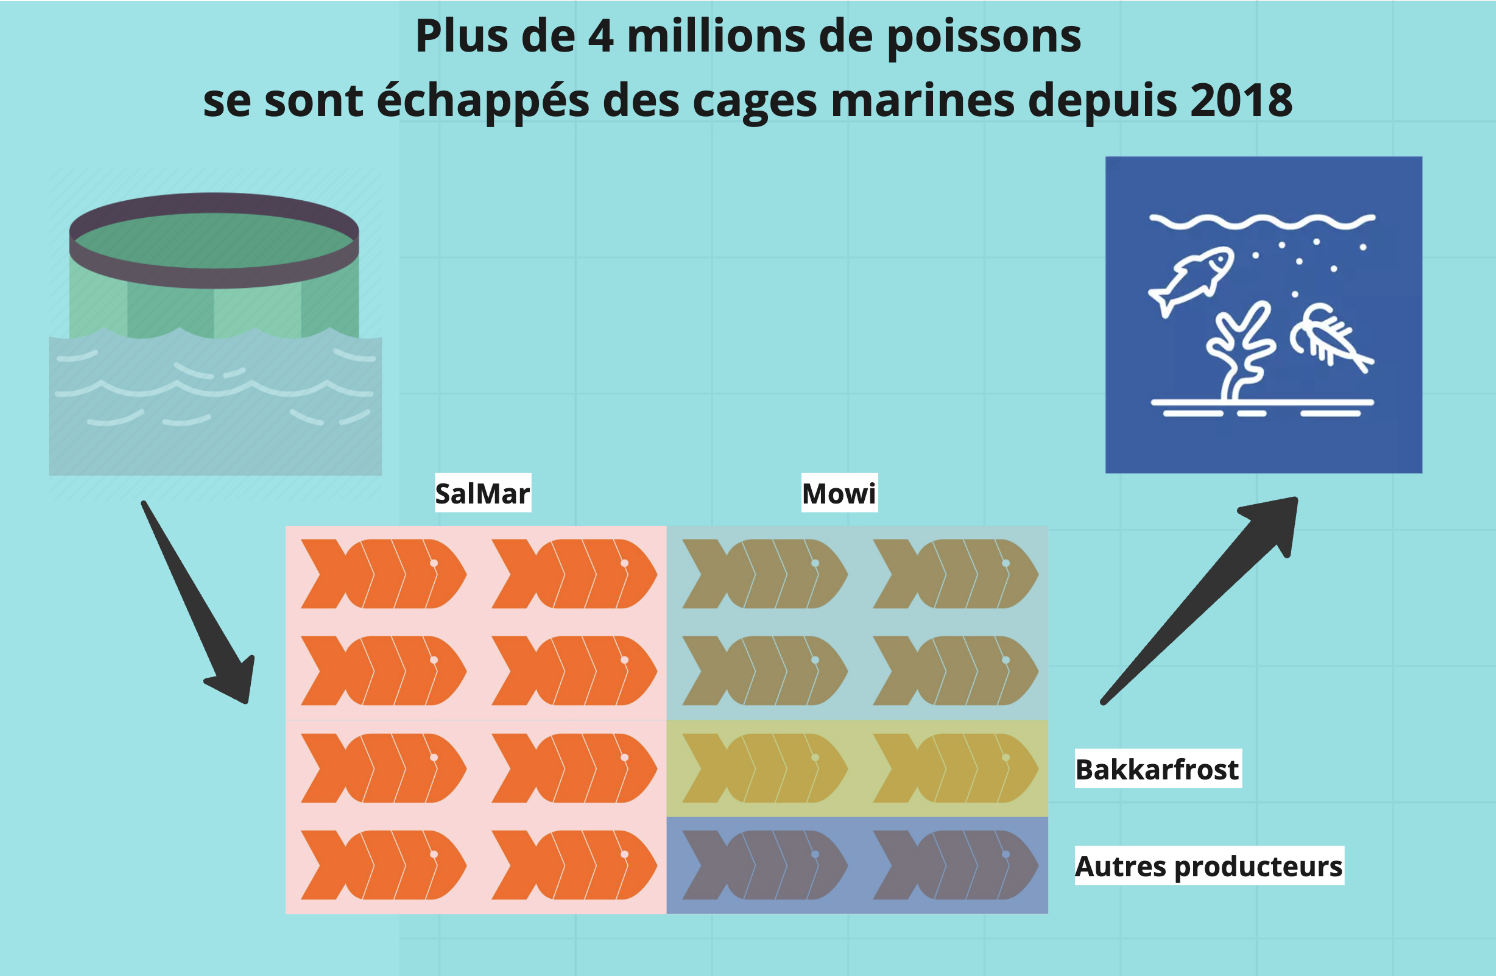 Plus de 4 millions de poissons
se sont échappés des cages marines depuis 2018
SalMar
Mowi
Bakkarfrost
Autres producteurs